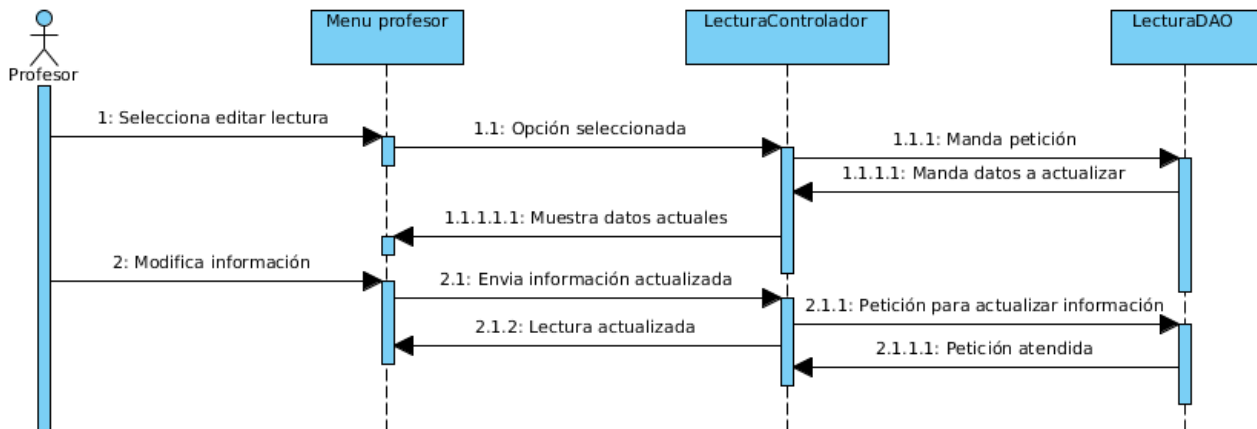 Menu profesor
LecturaControlador
LecturaDAO
Profesor
1: Selecciona editar lectura
1.1: Opción seleccionada
1.1.1: Manda petición
1.1.1.1: Manda datos a actualizar
1.1.1.1.1: Muestra datos actuales
2: Modifica información
2.1: Envia información actualizada
2.1.1: Petición para actualizar información
2.1.2: Lectura actualizada
2.1.1.1: Petición atendida